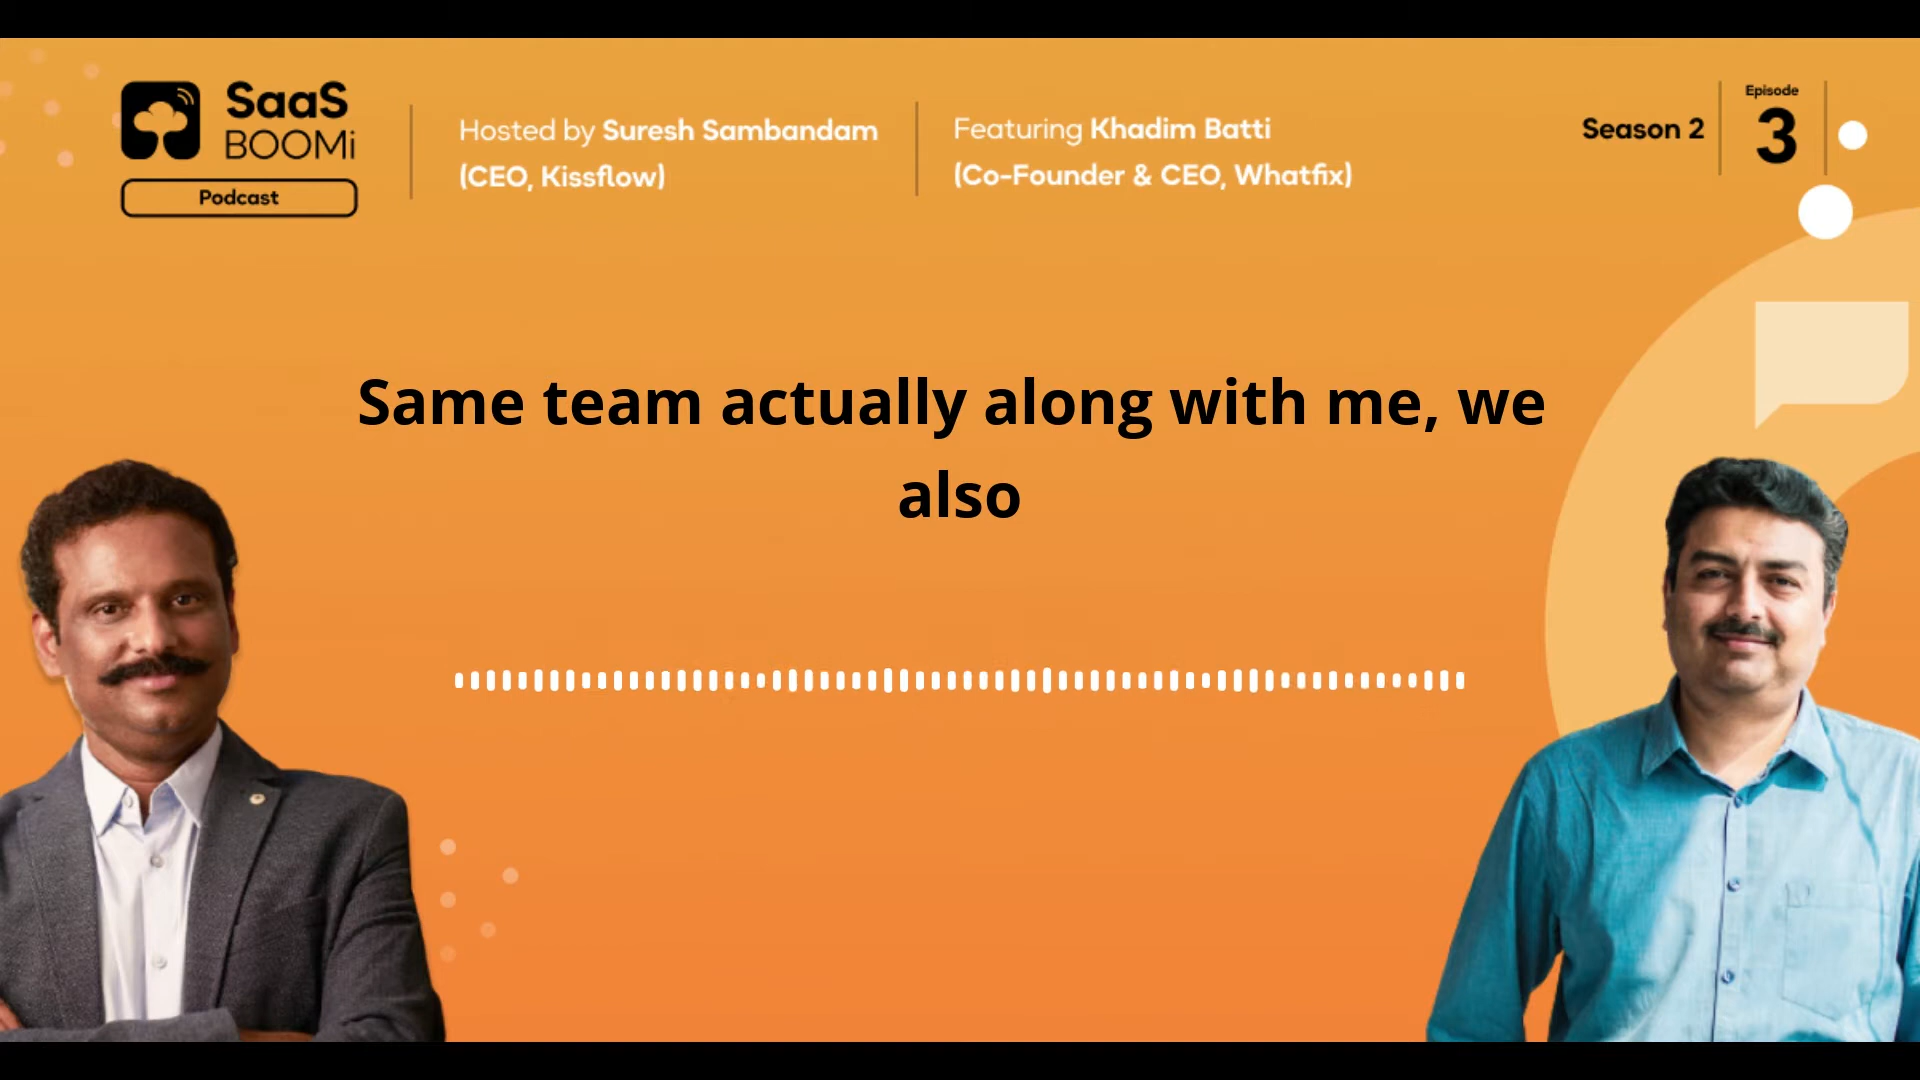 SaaS
BOOMi
Podcast
Hosted by Suresh Sambandam
(CEO, Kissflow)
Featuring Khadim Batti
(Co-Founder & CEO, Whatfix)
Season 2
Episode
3
Same team actually along with me, we
also